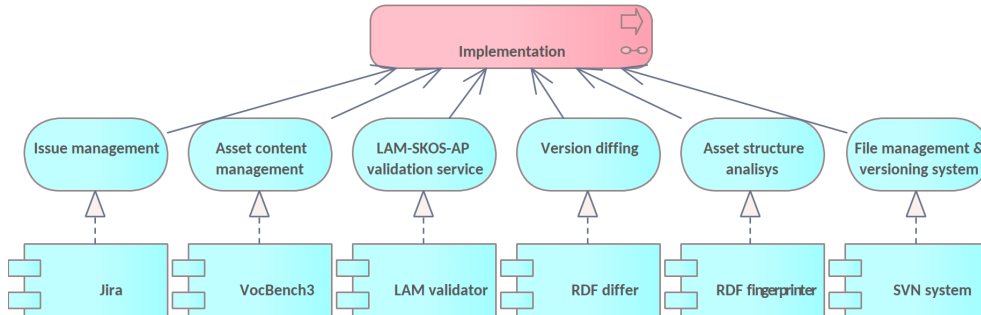 Implementation
Issue management
Asset content
management
LAM-SKOS-AP
validation service
Version diffing
Asset structure
analisys
File management &
versioning system
Jira
VocBench3
LAM validator
RDF differ
RDF fingerprinter
SVN system